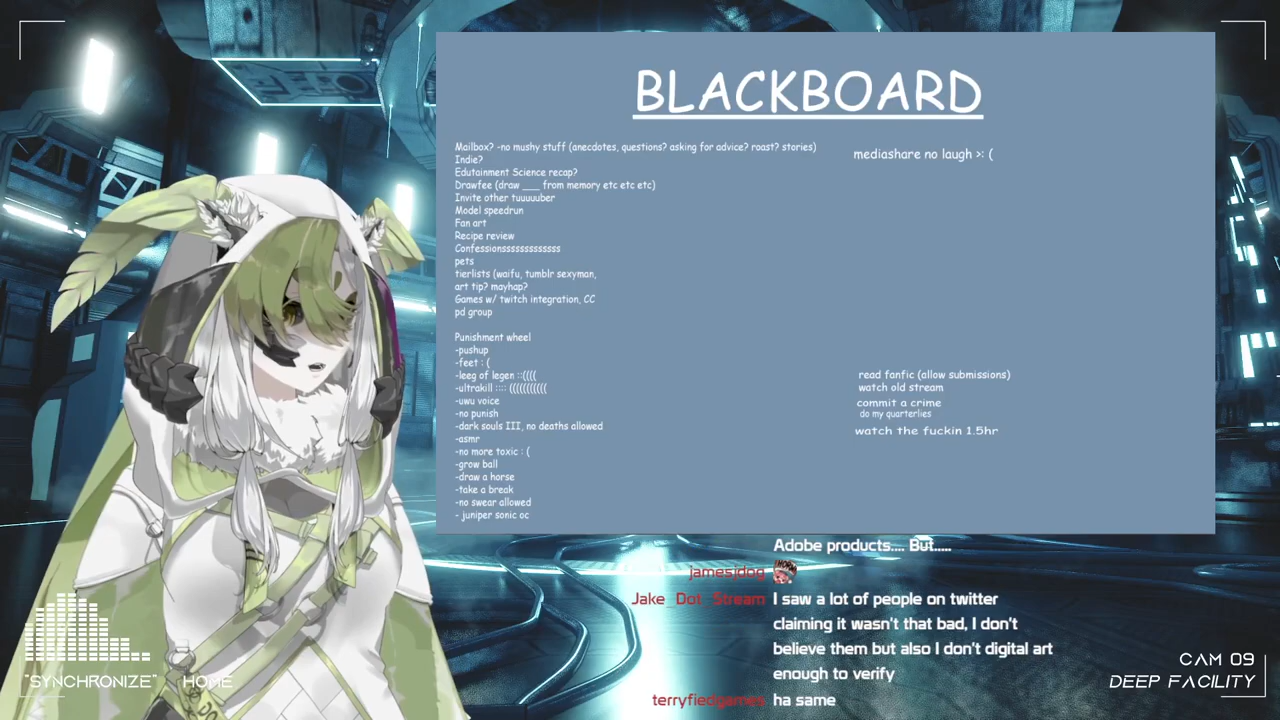 BLACKBOARD
Mailbox? -no mushy stuff (anecdotes, questions? asking for advice? roast? stories)
Indie?
Edutainment Science recap?
Drawfee (draw ___ from memory etc etc etc)
Invite other tuuuuuber
Model speedrun
Fan art
Recipe review
Confessionsssssssssssss
pets
tierlists (waifu, tumblr sexyman,
art tip? mayhap?
Games w/ twitch integration, CC
pd group
Punishment wheel
-pushup
-feet : (
-leeg of legen ::((((
-ultrakill :::: (((((((((((
-uwu voice
-no punish
-dark souls III, no deaths allowed
-asmr
-no more toxic : (
-grow ball
-draw a horse
-take a break
-no swear allowed
- juniper sonic oc
mediashare no laugh >: (
read fanfic (allow submissions)
watch old stream
commit a crime
do my quarterlies
watch the fuckin 1.5hr
Adobe products.... But.....
jamesjdog
Jake_Dot_Stream I saw a lot of people on twitter
claiming it wasn't that bad, I don't
believe them but also I don't digital art
enough to verify
terryfiedgames ha same
"SYNCHRONIZE" HOME
CAM 09
DEEP FACILITY